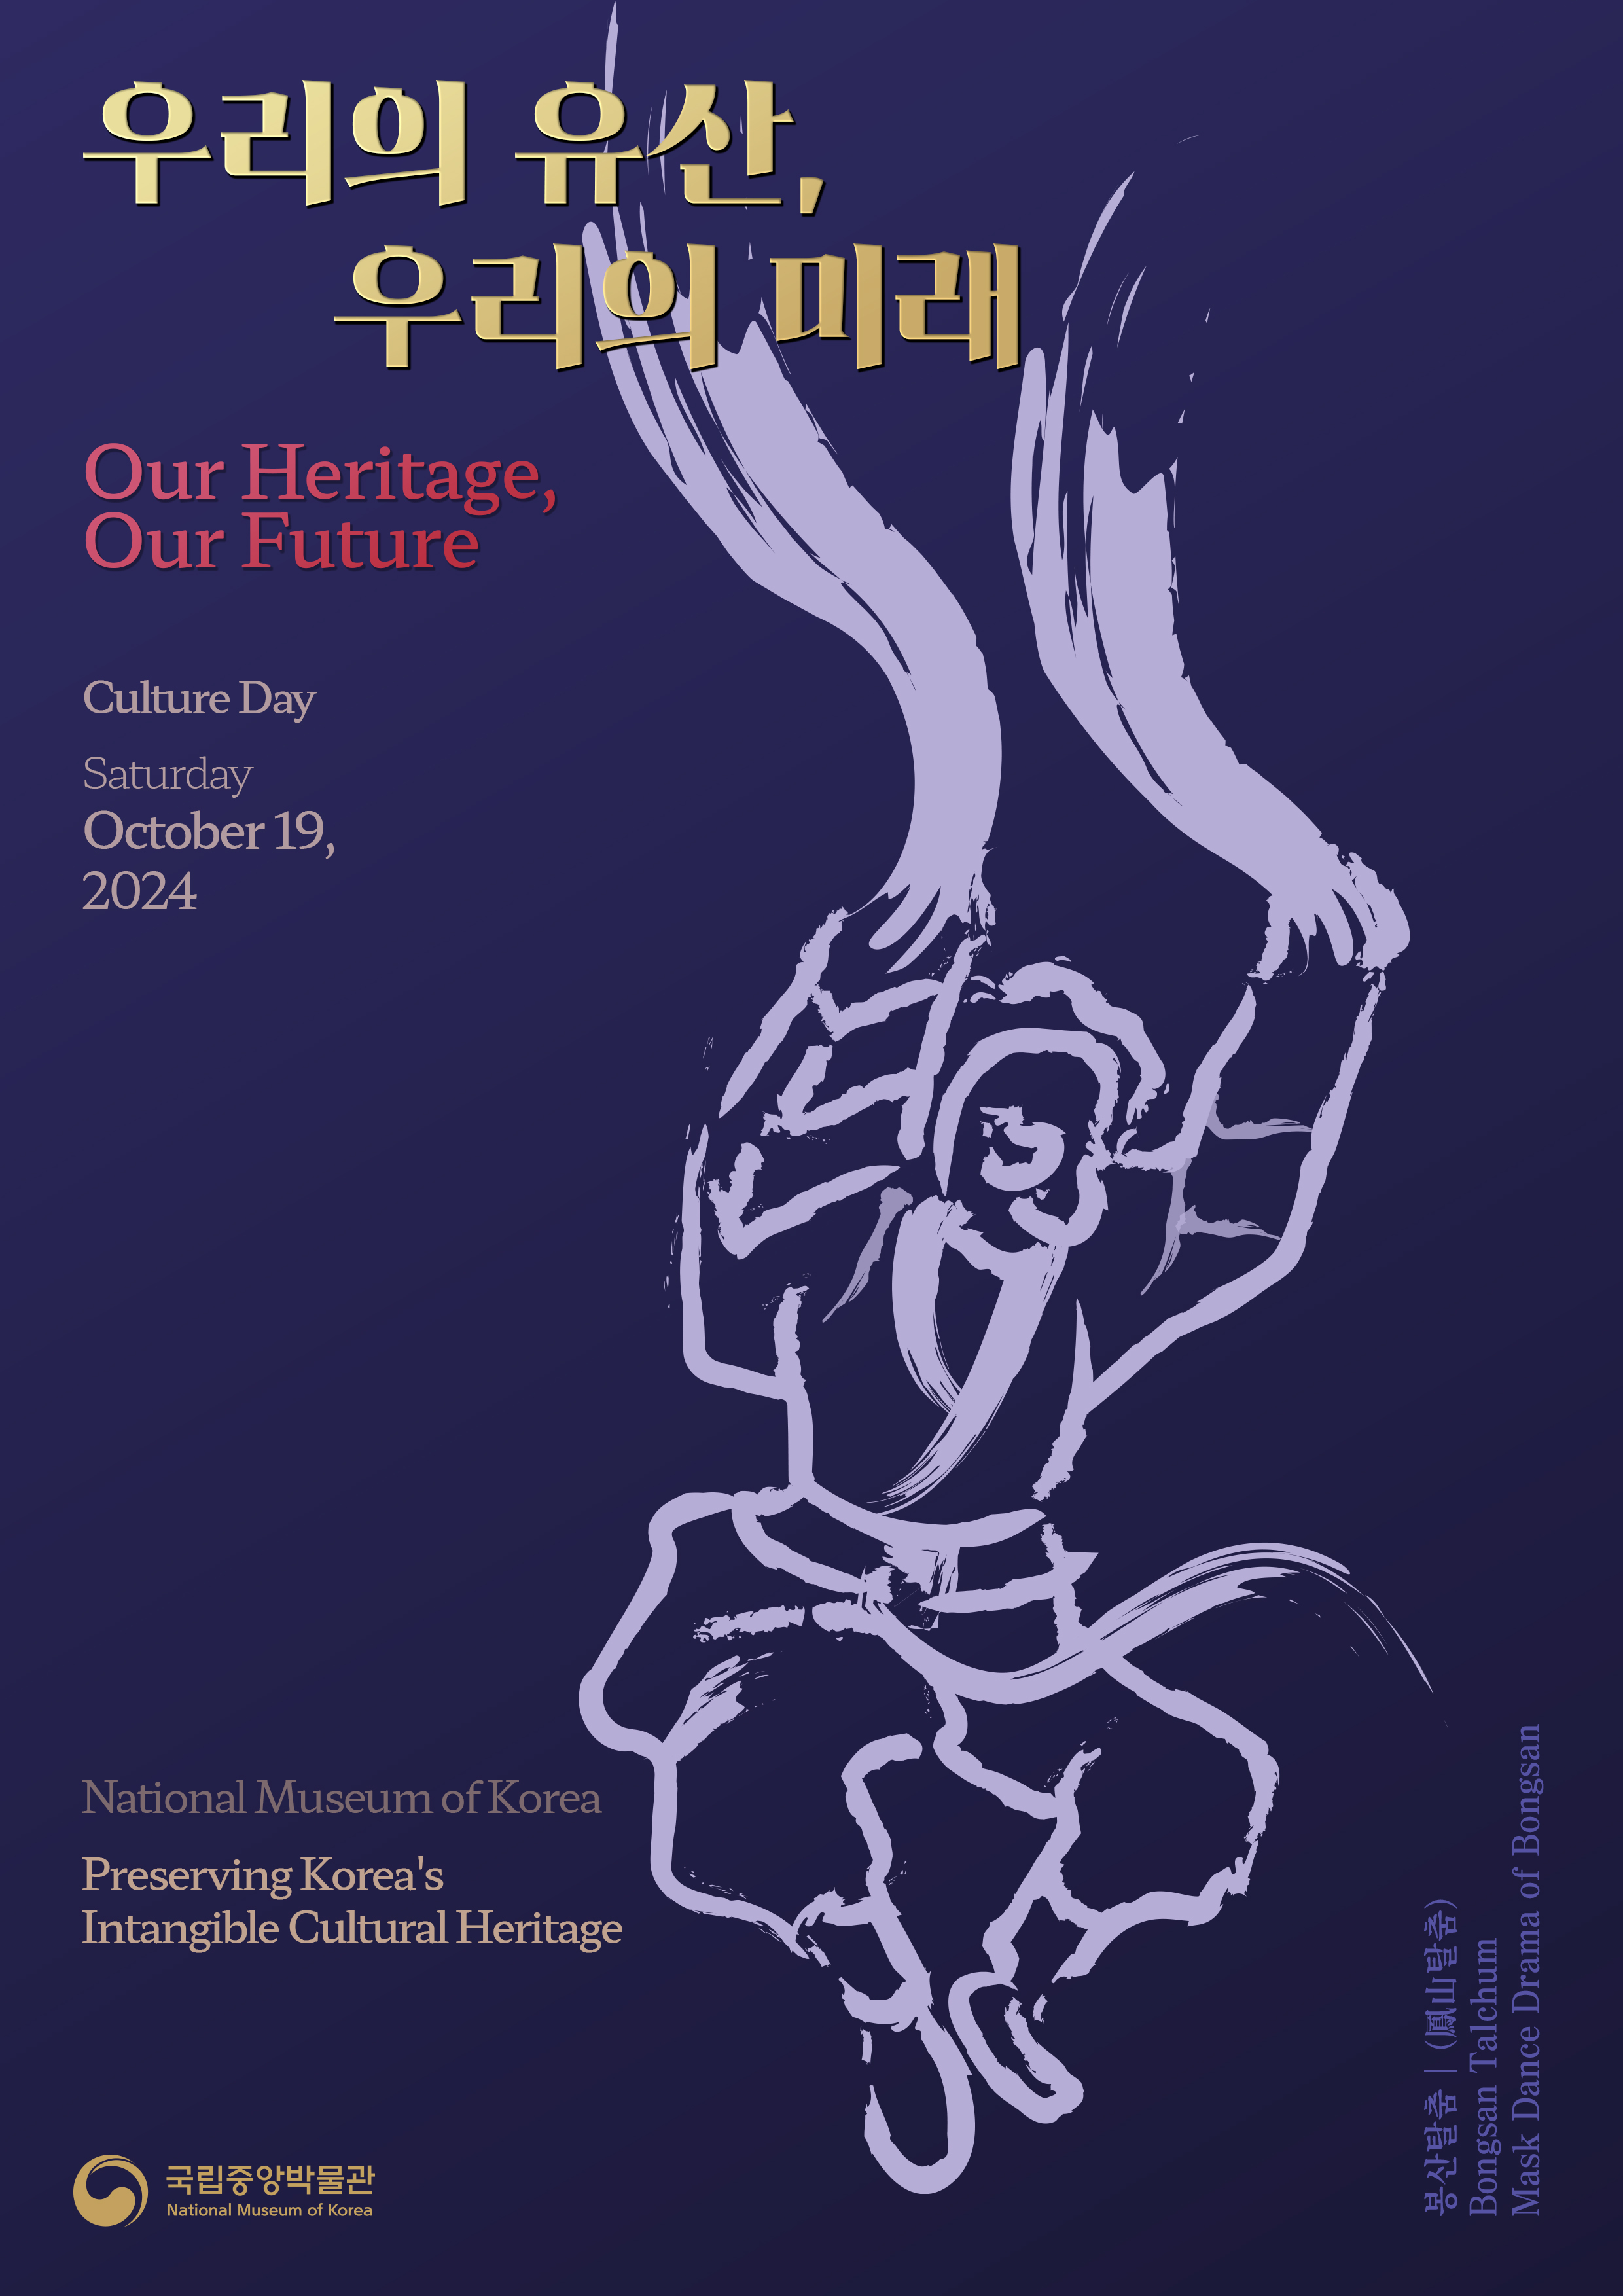 우리의 유산,
우리의 미래
Our Heritage,
Our Future
Culture Day
Saturday
October 19,
2024
National Museum of Korea
Preserving Korea's
Intangible Cultural Heritage
국립중앙박물관
National Museum of Korea
봉산탈춤 | (鳳山탈춤)
Bongsan Talchum
Mask Dance Drama of Bongsan